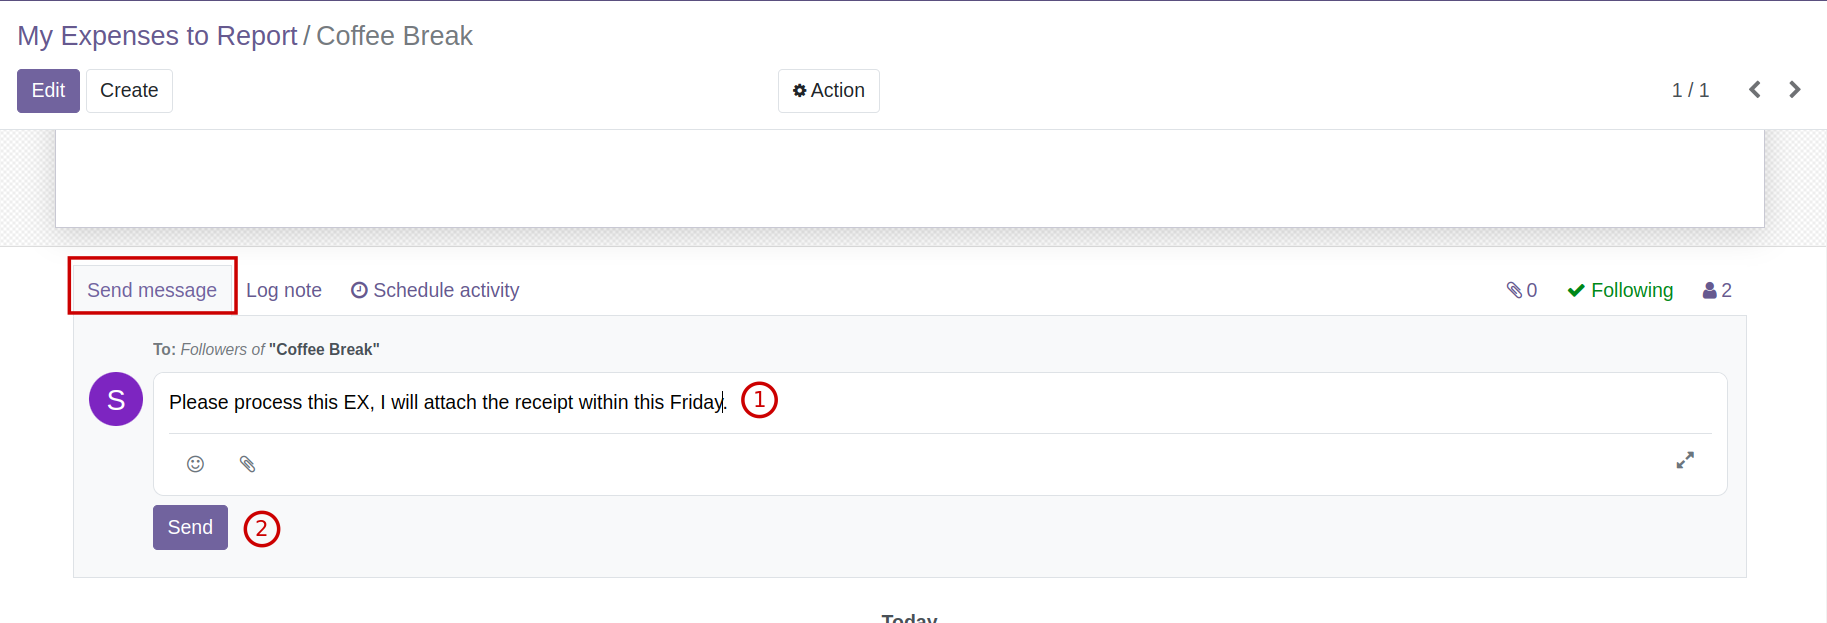 My Expenses to Report / Coffee Break
Edit Create Action 1 / 1
Send message Log note Schedule activity 0 Following 2
To: Followers of "Coffee Break"
S
Please process this EX, I will attach the receipt within this Friday. 1
Send 2
Today